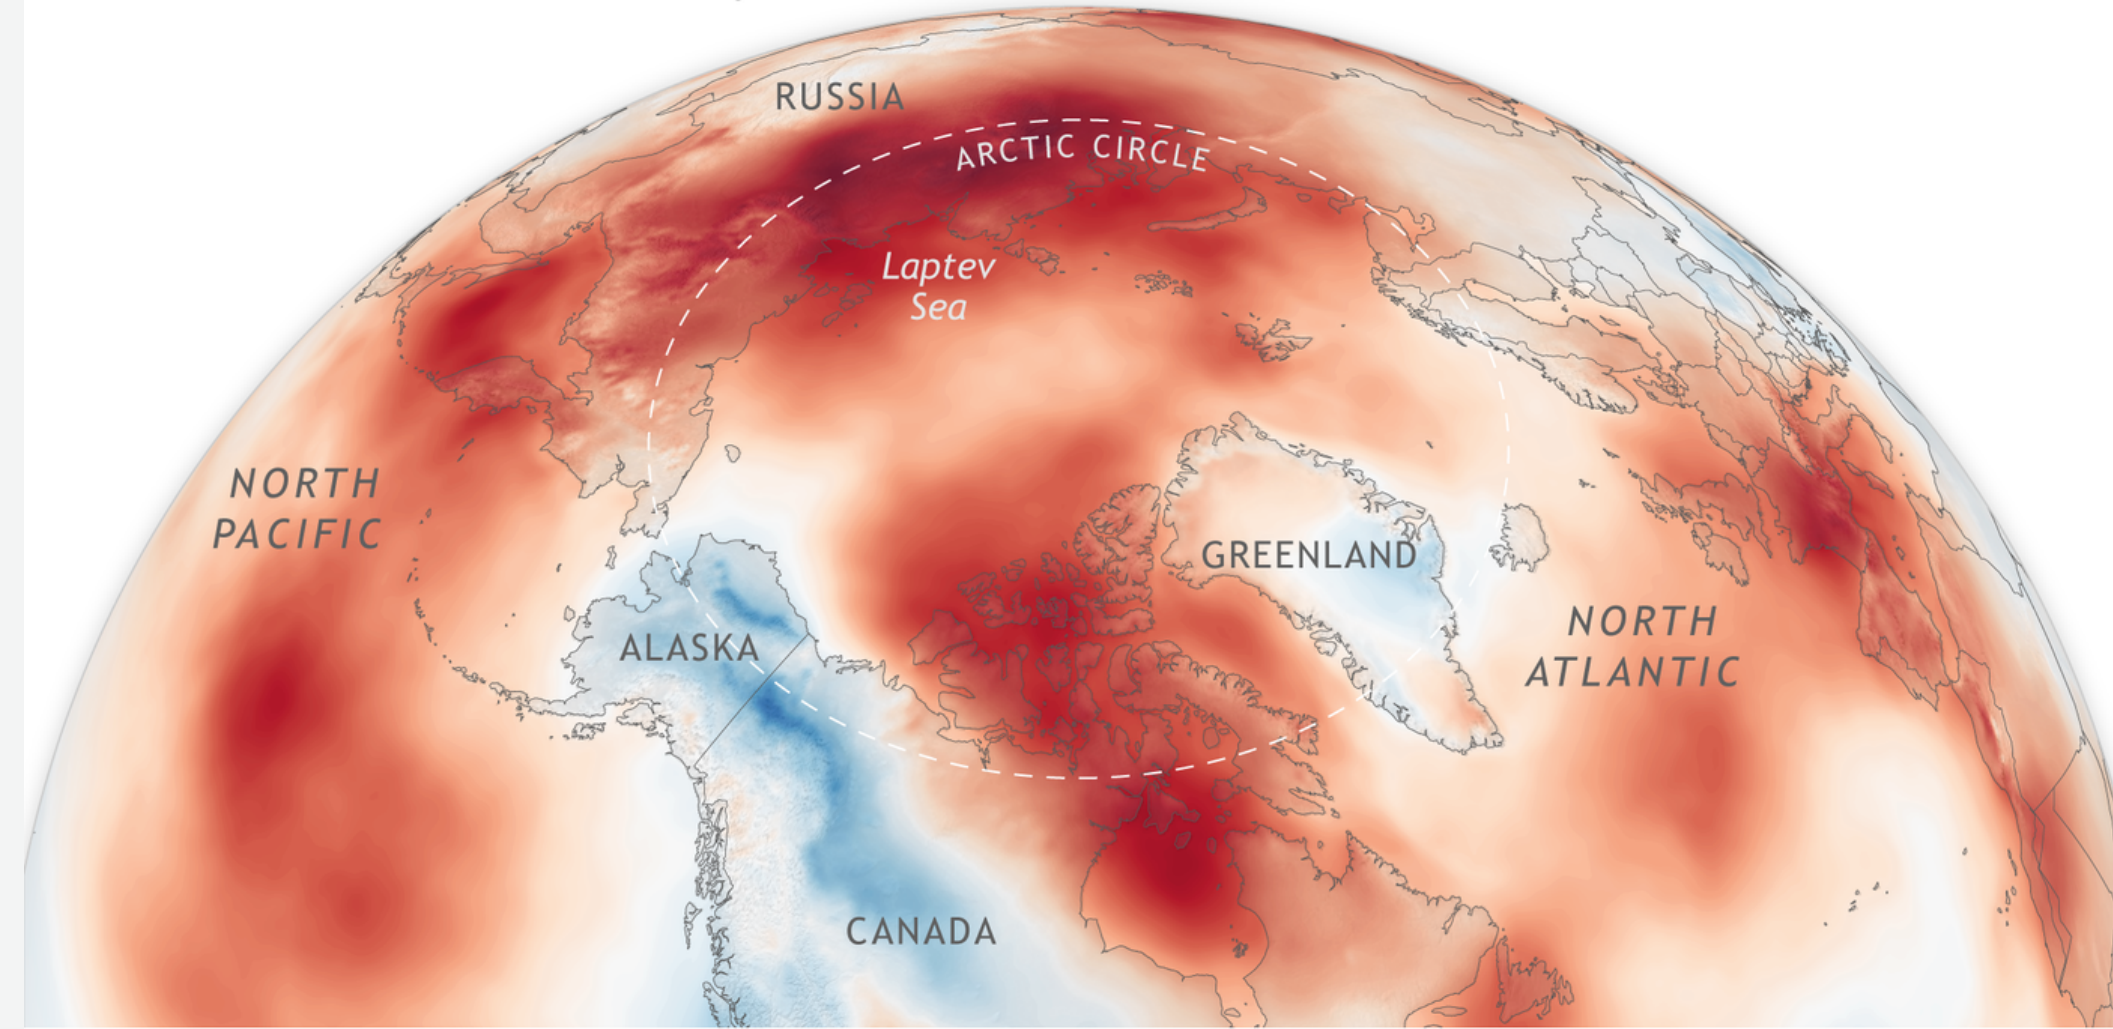 RUSSIA
ARCTIC CIRCLE
Laptev
Sea
NORTH
PACIFIC
GREENLAND
ALASKA
NORTH
ATLANTIC
CANADA